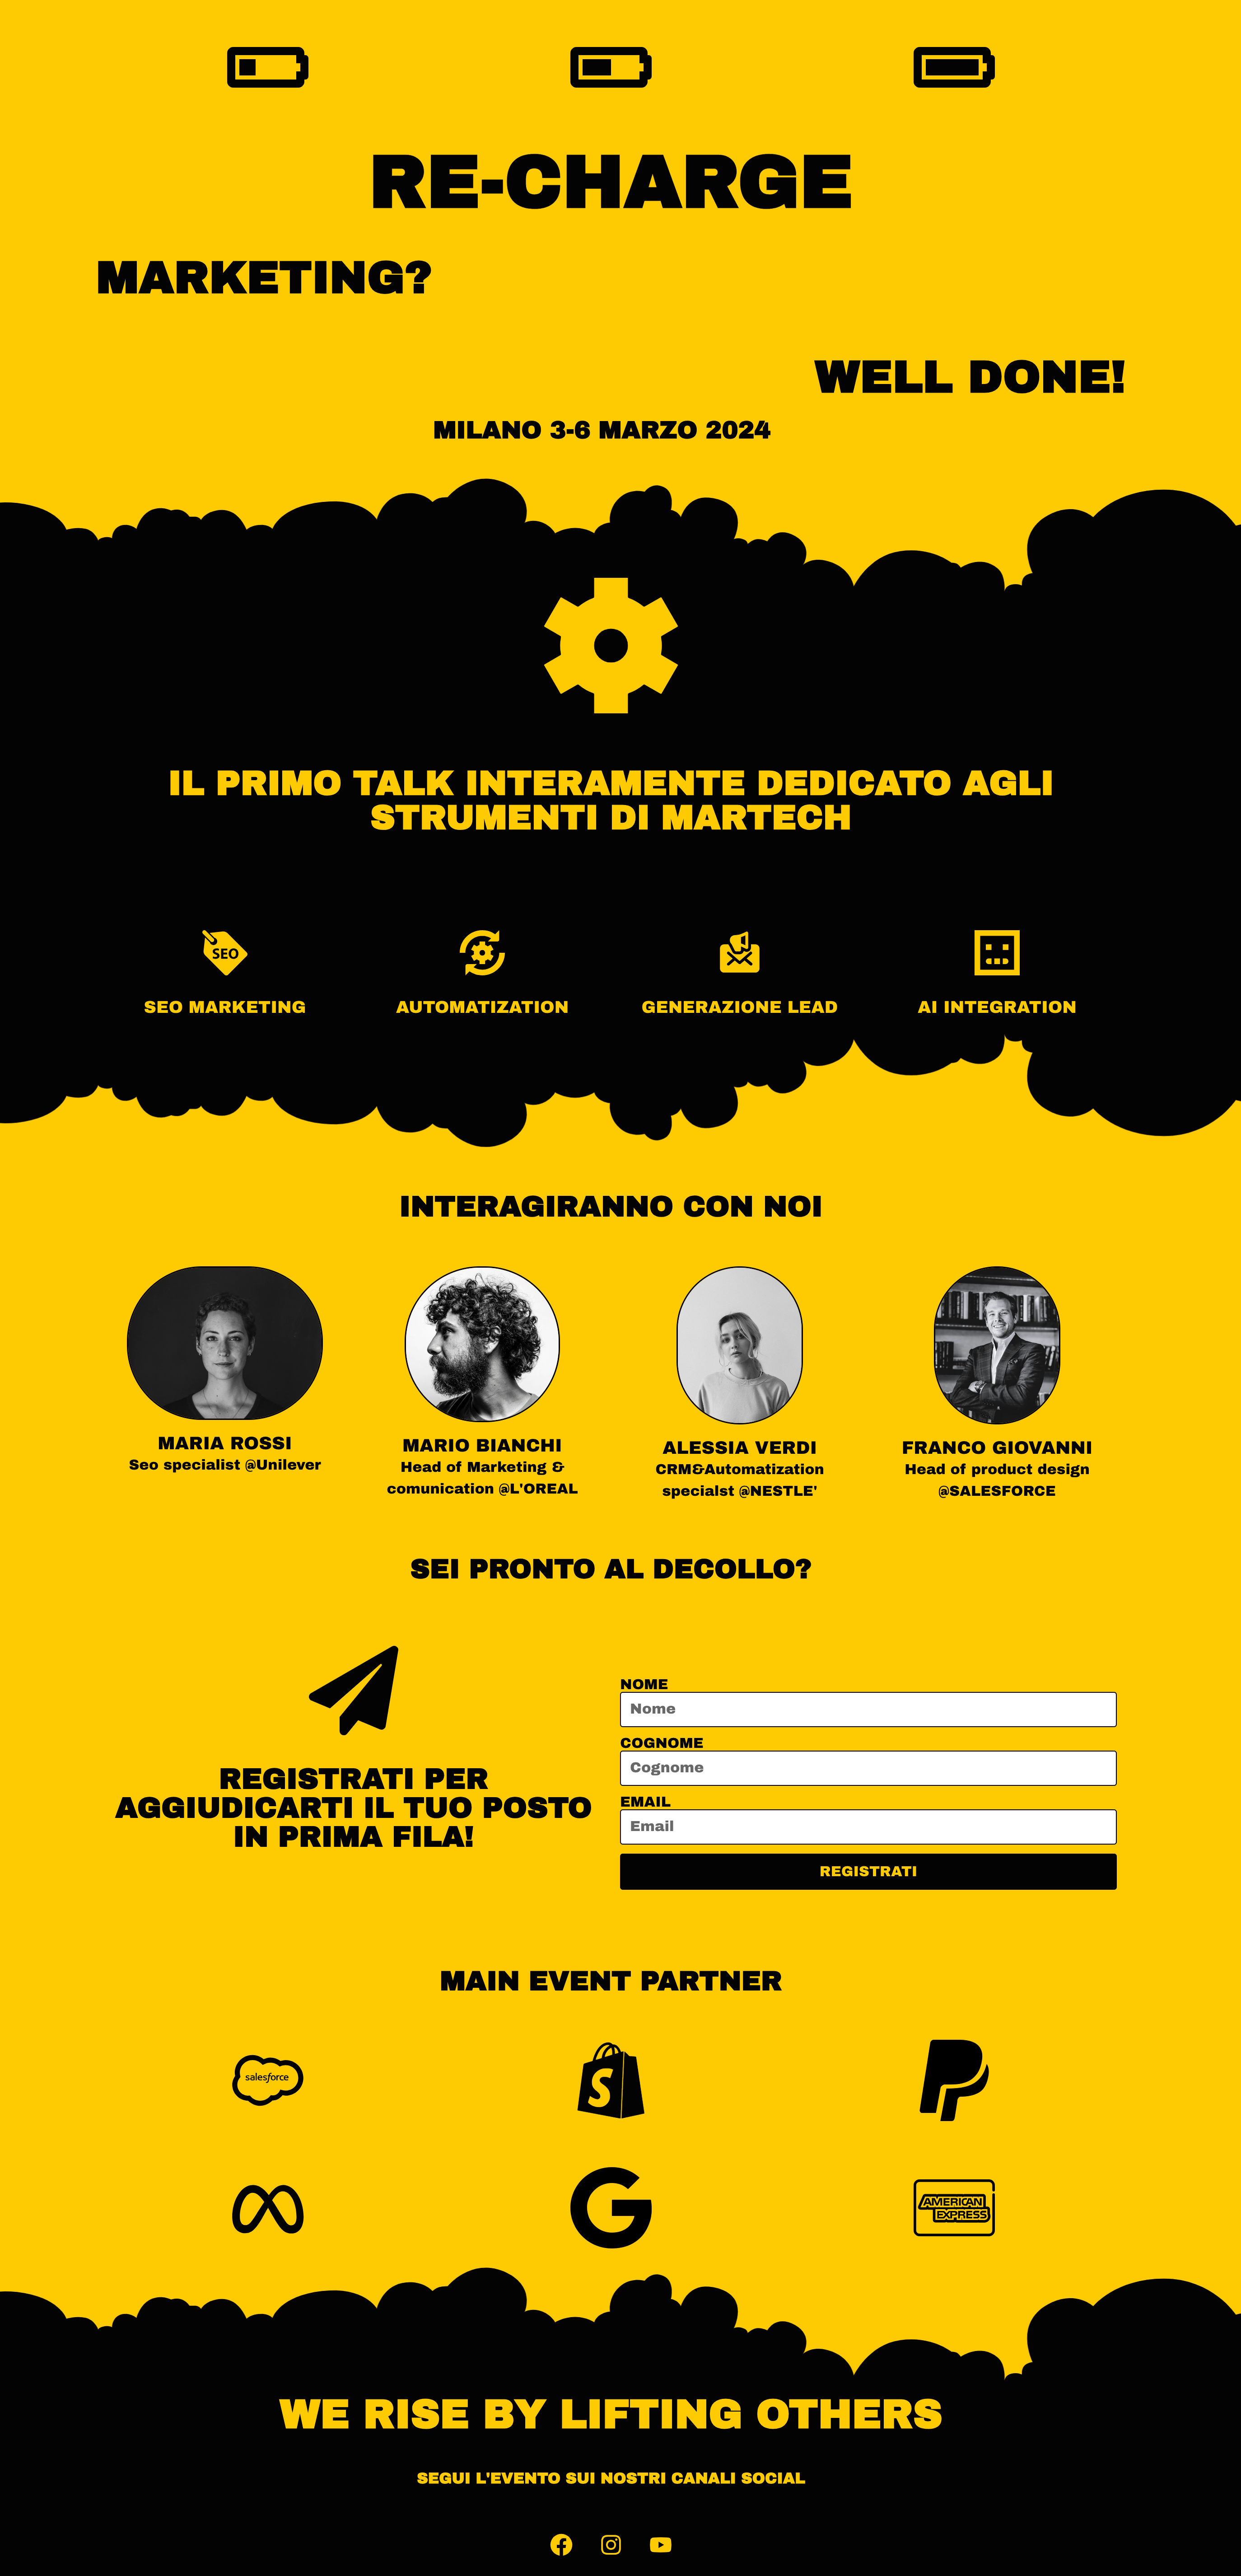 RE-CHARGE
MARKETING?
WELL DONE!
MILANO 3-6 MARZO 2024
IL PRIMO TALK INTERAMENTE DEDICATO AGLI
STRUMENTI DI MARTECH
SEO
SEO MARKETING
AUTOMATIZATION
GENERAZIONE LEAD
AI INTEGRATION
INTERAGIRANNO CON NOI
MARIA ROSSI
Seo specialist @Unilever
MARIO BIANCHI
Head of Marketing &
comunication @L'OREAL
ALESSIA VERDI
CRM&Automatization
specialst @NESTLE'
FRANCO GIOVANNI
Head of product design
@SALESFORCE
SEI PRONTO AL DECOLLO?
REGISTRATI PER
AGGIUDICARTI IL TUO POSTO
IN PRIMA FILA!
NOME
Nome
COGNOME
Cognome
EMAIL
Email
REGISTRATI
MAIN EVENT PARTNER
salesforce
S
G
AMERICAN
EXPRESS
WE RISE BY LIFTING OTHERS
SEGUI L'EVENTO SUI NOSTRI CANALI SOCIAL